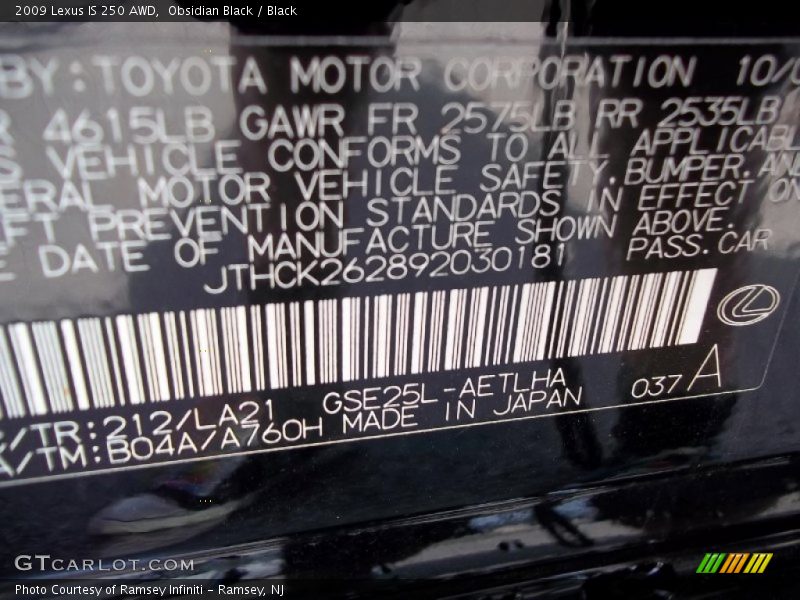 2009 Lexus IS 250 AWD,  Obsidian Black / Black
BY: TOYOTA MOTOR CORPORATION 10/0
R 4615LB GAWR FR 2575LB RR 2535LB
S VEHICLE CONFORMS TO ALL APPLICABL
ERAL MOTOR VEHICLE SAFETY, BUMPER, AND
FT PREVENTION STANDARDS IN EFFECT ON
E DATE OF MANUFACTURE SHOWN ABOVE.
JTHCK262892030181 PASS. CAR
C/TR: 212/LA21 GSE25L-AETLHA 037 A
A/TM: B04A/A760H MADE IN JAPAN
GTCARLOT.COM
Photo Courtesy of Ramsey Infiniti – Ramsey, NJ